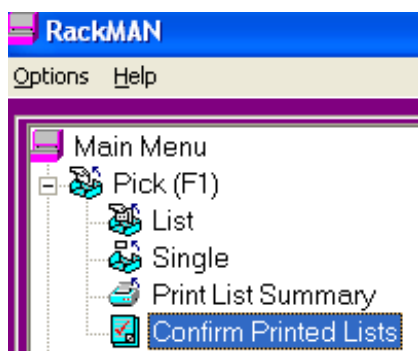 RackMAN
Options Help
Main Menu
Pick (F1)
List
Single
Print List Summary
Confirm Printed Lists